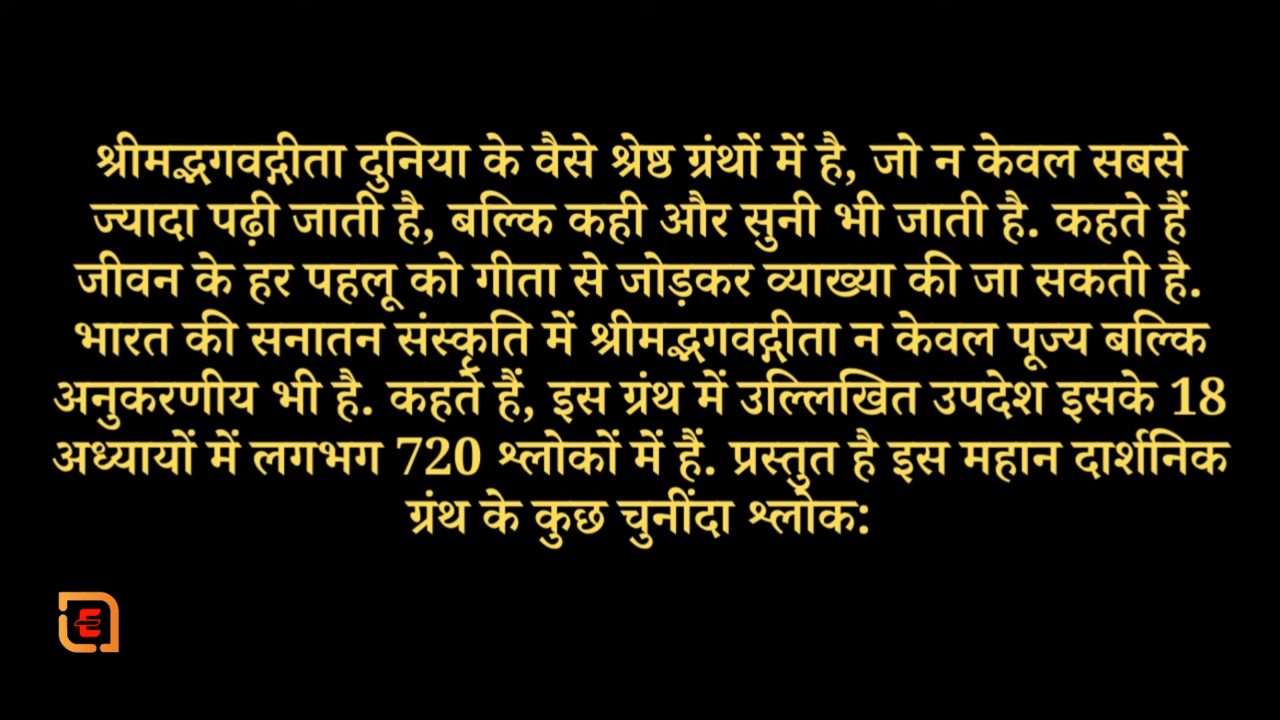 श्रीमद्भगवद्गीता दुनिया के वैसे श्रेष्ठ ग्रंथों में है, जो न केवल सबसे
ज्यादा पढ़ी जाती है, बल्कि कही और सुनी भी जाती है. कहते हैं
जीवन के हर पहलू को गीता से जोड़कर व्याख्या की जा सकती है.
भारत की सनातन संस्कृति में श्रीमद्भगवद्गीता न केवल पूज्य बल्कि
अनुकरणीय भी है. कहते हैं, इस ग्रंथ में उल्लिखित उपदेश इसके 18
अध्यायों में लगभग 720 श्लोकों में हैं. प्रस्तुत है इस महान दार्शनिक
ग्रंथ के कुछ चुनींदा श्लोक:
E